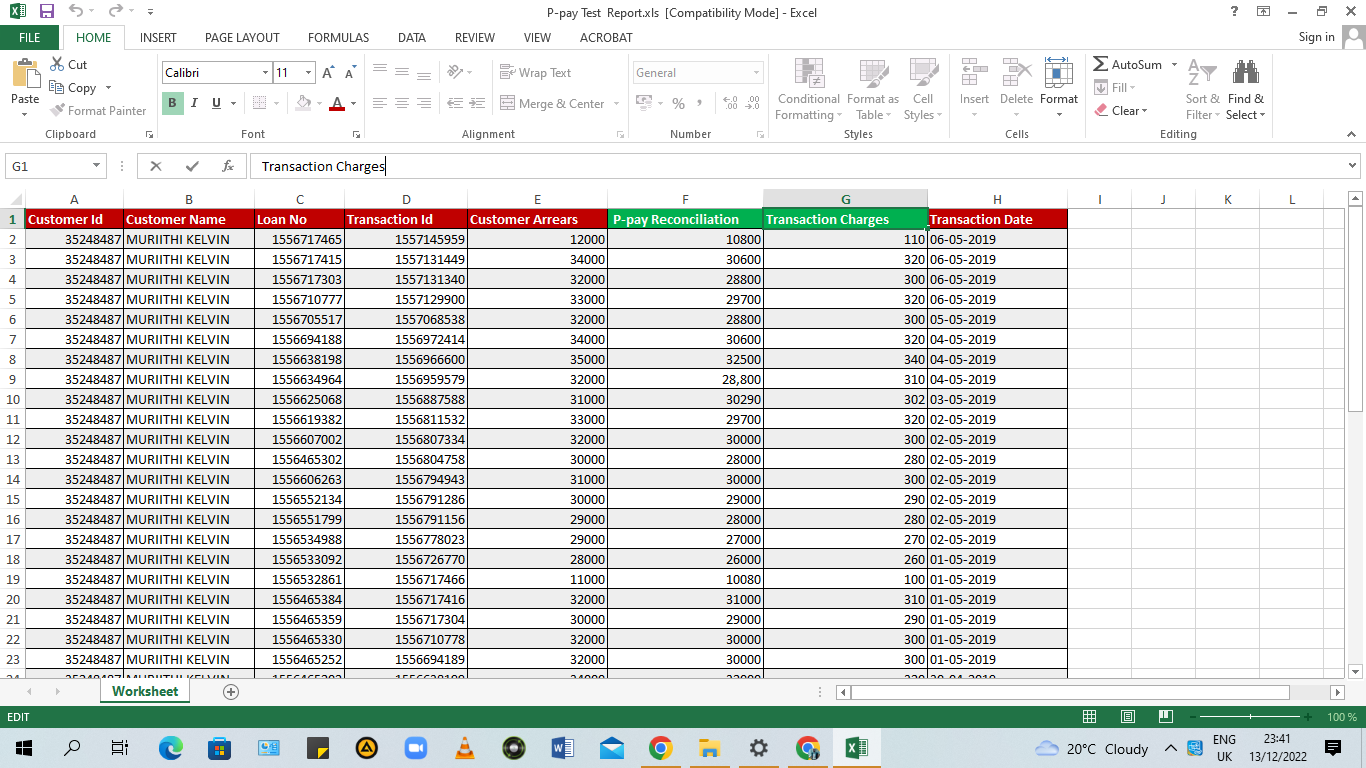 P-pay Test Report.xls [Compatibility Mode] - Excel
FILE HOME INSERT PAGE LAYOUT FORMULAS DATA REVIEW VIEW ACROBAT Sign in
Paste Cut Copy Format Painter Clipboard
Calibri 11 A A B I U A Font
Wrap Text Merge & Center Alignment
General % , .00 Number
Conditional Formatting Format as Table Cell Styles Styles
Insert Delete Format Cells
AutoSum Fill Clear Sort & Filter Find & Select Editing
G1 fx Transaction Charges
A B C D E F G H I J K L
1 Customer Id Customer Name Loan No Transaction Id Customer Arrears P-pay Reconciliation Transaction Charges Transaction Date
2 35248487 MURIITHI KELVIN 1556717465 1557145959 12000 10800 110 06-05-2019
3 35248487 MURIITHI KELVIN 1556717415 1557131449 34000 30600 320 06-05-2019
4 35248487 MURIITHI KELVIN 1556717303 1557131340 32000 28800 300 06-05-2019
5 35248487 MURIITHI KELVIN 1556710777 1557129900 33000 29700 320 06-05-2019
6 35248487 MURIITHI KELVIN 1556705517 1557068538 32000 28800 300 05-05-2019
7 35248487 MURIITHI KELVIN 1556694188 1556972414 34000 30600 320 04-05-2019
8 35248487 MURIITHI KELVIN 1556638198 1556966600 35000 32500 340 04-05-2019
9 35248487 MURIITHI KELVIN 1556634964 1556959579 32000 28,800 310 04-05-2019
10 35248487 MURIITHI KELVIN 1556625068 1556887588 31000 30290 302 03-05-2019
11 35248487 MURIITHI KELVIN 1556619382 1556811532 33000 29700 320 02-05-2019
12 35248487 MURIITHI KELVIN 1556607002 1556807334 32000 30000 300 02-05-2019
13 35248487 MURIITHI KELVIN 1556465302 1556804758 30000 28000 280 02-05-2019
14 35248487 MURIITHI KELVIN 1556606263 1556794943 31000 30000 300 02-05-2019
15 35248487 MURIITHI KELVIN 1556552134 1556791286 30000 29000 290 02-05-2019
16 35248487 MURIITHI KELVIN 1556551799 1556791156 29000 28000 280 02-05-2019
17 35248487 MURIITHI KELVIN 1556534988 1556778023 29000 27000 270 02-05-2019
18 35248487 MURIITHI KELVIN 1556533092 1556726770 28000 26000 260 01-05-2019
19 35248487 MURIITHI KELVIN 1556532861 1556717466 11000 10080 100 01-05-2019
20 35248487 MURIITHI KELVIN 1556465384 1556717416 32000 31000 310 01-05-2019
21 35248487 MURIITHI KELVIN 1556465359 1556717304 30000 29000 290 01-05-2019
22 35248487 MURIITHI KELVIN 1556465330 1556710778 32000 30000 300 01-05-2019
23 35248487 MURIITHI KELVIN 1556465252 1556694189 32000 30000 300 01-05-2019
Worksheet
EDIT 100 %
20°C Cloudy ENG UK 23:41 13/12/2022